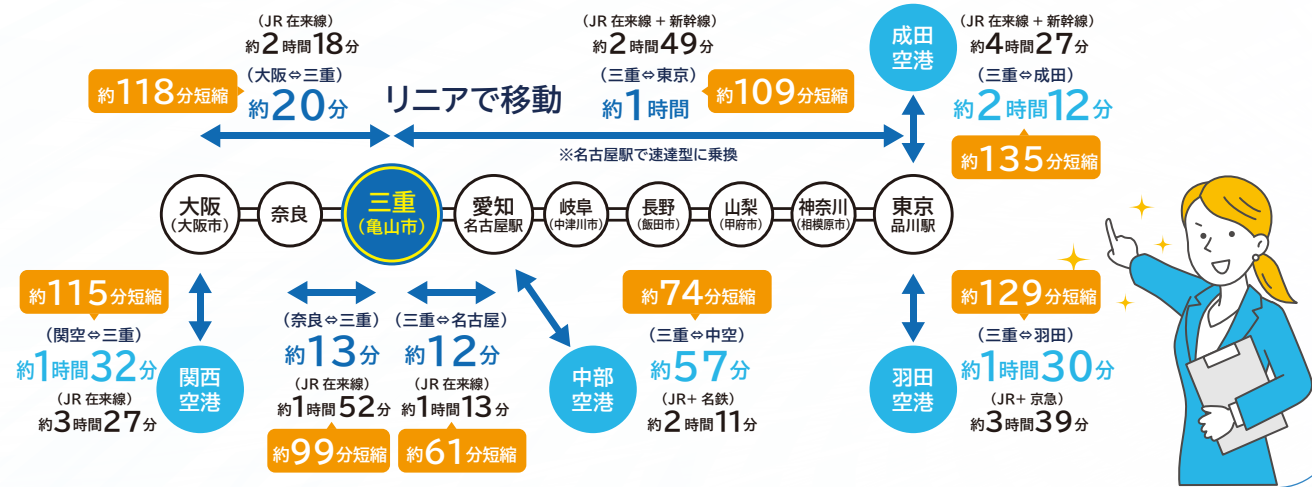 (JR 在来線)
約2時間18分
約118分短縮
(大阪⇔三重)
約20分
リニアで移動
(JR 在来線 + 新幹線)
約2時間49分
(三重⇔東京)
約1時間
約109分短縮
※名古屋駅で速達型に乗換
成田
空港
(JR 在来線 + 新幹線)
約4時間27分
(三重⇔成田)
約2時間12分
約135分短縮
大阪
(大阪市)
奈良
三重
(亀山市)
愛知
名古屋駅
岐阜
(中津川市)
長野
(飯田市)
山梨
(甲府市)
神奈川
(相模原市)
東京
品川駅
約115分短縮
(関空⇔三重)
約1時間32分
(JR 在来線)
約3時間27分
関西
空港
(奈良⇔三重)
約13分
(JR 在来線)
約1時間52分
約99分短縮
(三重⇔名古屋)
約12分
(JR 在来線)
約1時間13分
約61分短縮
中部
空港
約74分短縮
(三重⇔中空)
約57分
(JR+ 名鉄)
約2時間11分
羽田
空港
約129分短縮
(三重⇔羽田)
約1時間30分
(JR+ 京急)
約3時間39分